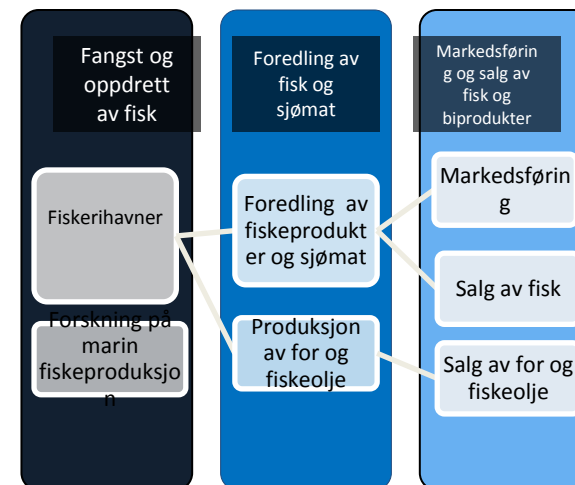 Fangst og
oppdrett
av fisk
Fiskerihavner
Forskning på
marin
fiskeproduksjo
n
Foredling av
fisk og
sjømat
Foredling av
fiskeprodukt
er og sjømat
Produksjon
av for og
fiskeolje
Markedsførin
g og salg av
fisk og
biprodukter
Markedsførin
g
Salg av fisk
Salg av for og
fiskeolje